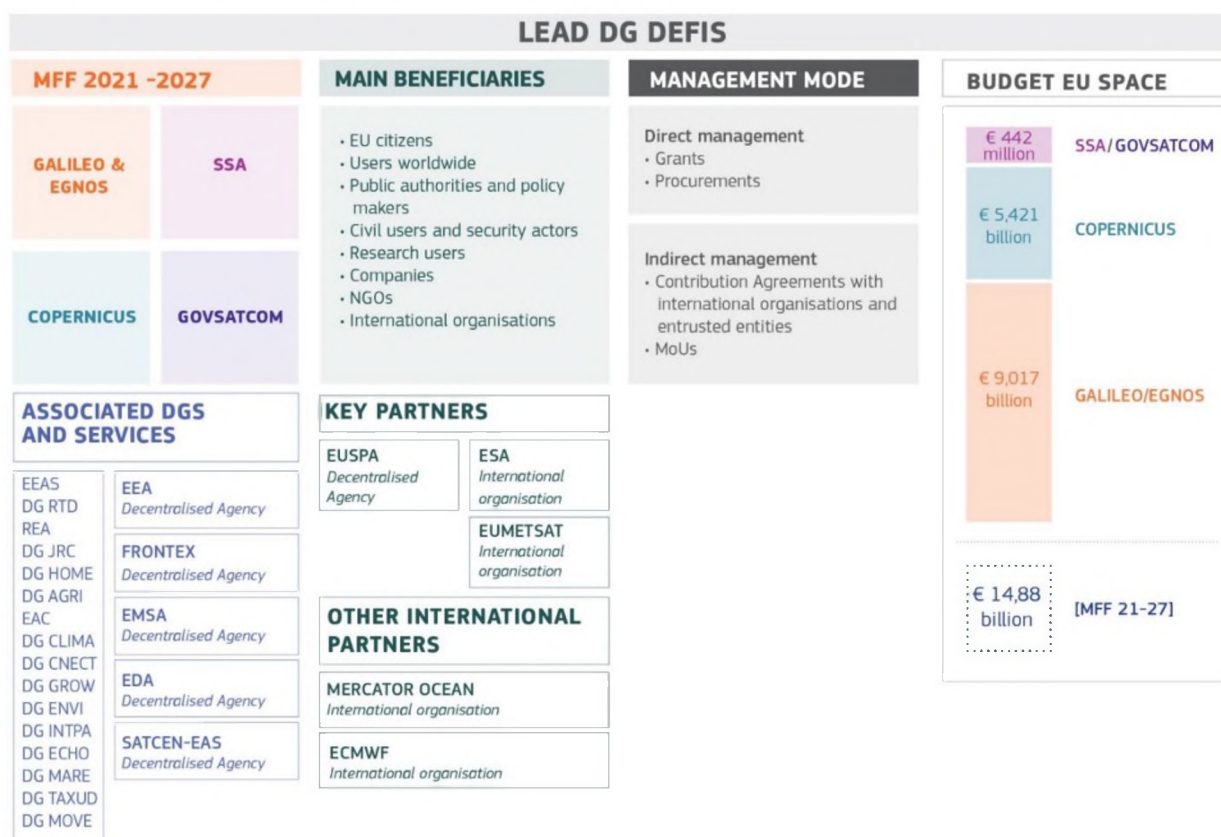 LEAD DG DEFIS
MFF 2021 -2027
GALILEO &
EGNOS
SSA
COPERNICUS
GOVSATCOM
MAIN BENEFICIARIES
· EU citizens
· Users worldwide
· Public authorities and policy
makers
· Civil users and security actors
· Research users
· Companies
· NGOs
· International organisations
MANAGEMENT MODE
Direct management
· Grants
· Procurements
Indirect management
· Contribution Agreements with
international organisations and
entrusted entities
· MoUs
BUDGET EU SPACE
€ 442
million
SSA/GOVSATCOM
€ 5,421
billion
COPERNICUS
€ 9,017
billion
GALILEO/EGNOS
€ 14,88
billion
[MFF 21-27]
ASSOCIATED DGS
AND SERVICES
EEAS
DG RTD
REA
DG JRC
DG HOME
DG AGRI
EAC
DG CLIMA
DG CNECT
DG GROW
DG ENVI
DG INTPA
DG ECHO
DG MARE
DG TAXUD
DG MOVE
EEA
Decentralised Agency
FRONTEX
Decentralised Agency
EMSA
Decentralised Agency
EDA
Decentralised Agency
SATCEN-EAS
Decentralised Agency
KEY PARTNERS
EUSPA
Decentralised
Agency
ESA
International
organisation
EUMETSAT
International
organisation
OTHER INTERNATIONAL
PARTNERS
MERCATOR OCEAN
International organisation
ECMWF
International organisation